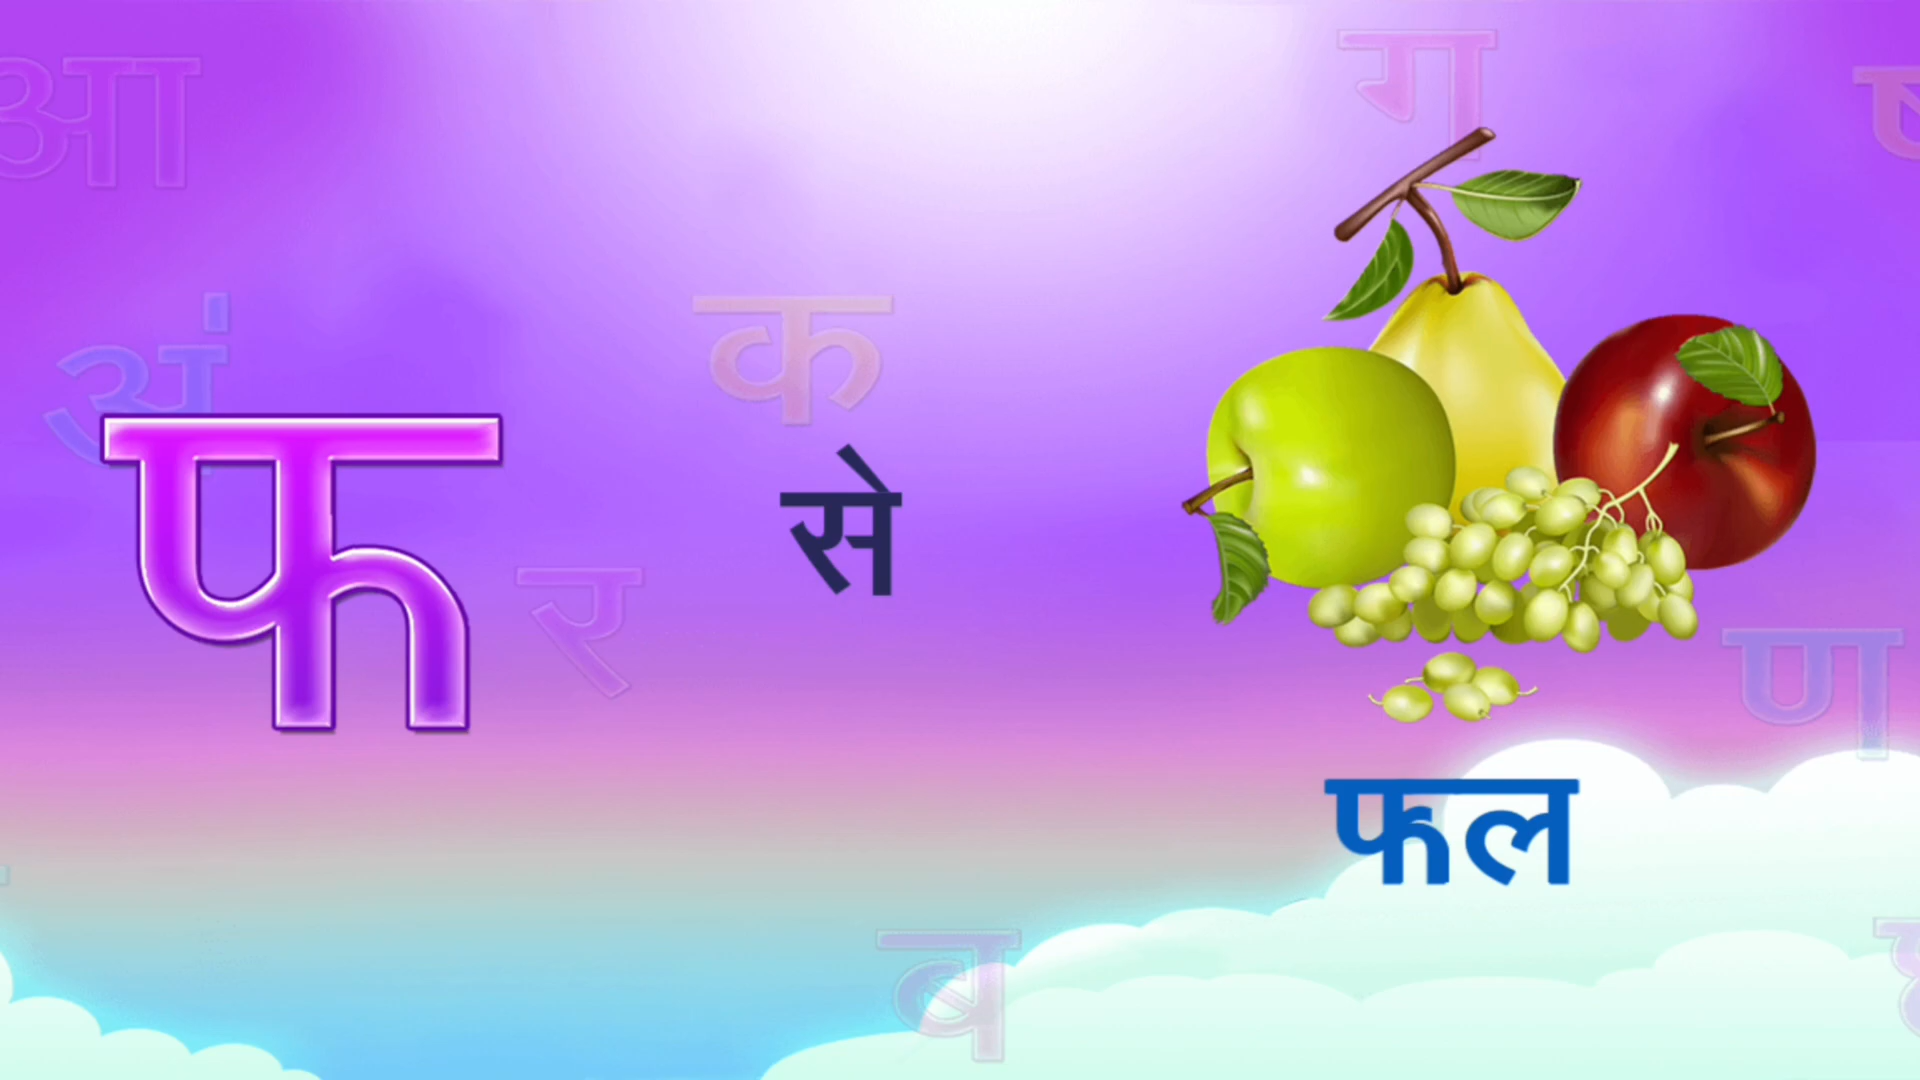 आ
ग
अं
क
फ से
र
ण
फल
ब